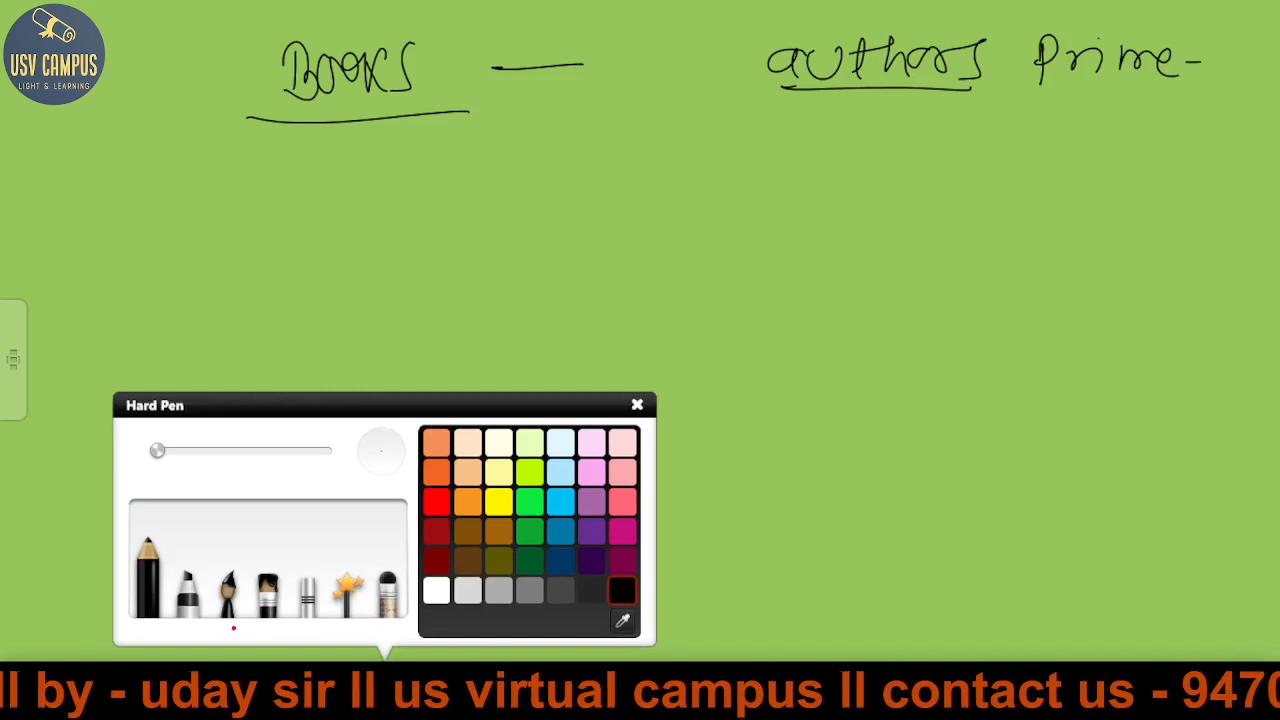 USV CAMPUS
LIGHT & LEARNING
Books — authors Prime-
Hard Pen
ll by - uday sir ll us virtual campus ll contact us - 9470